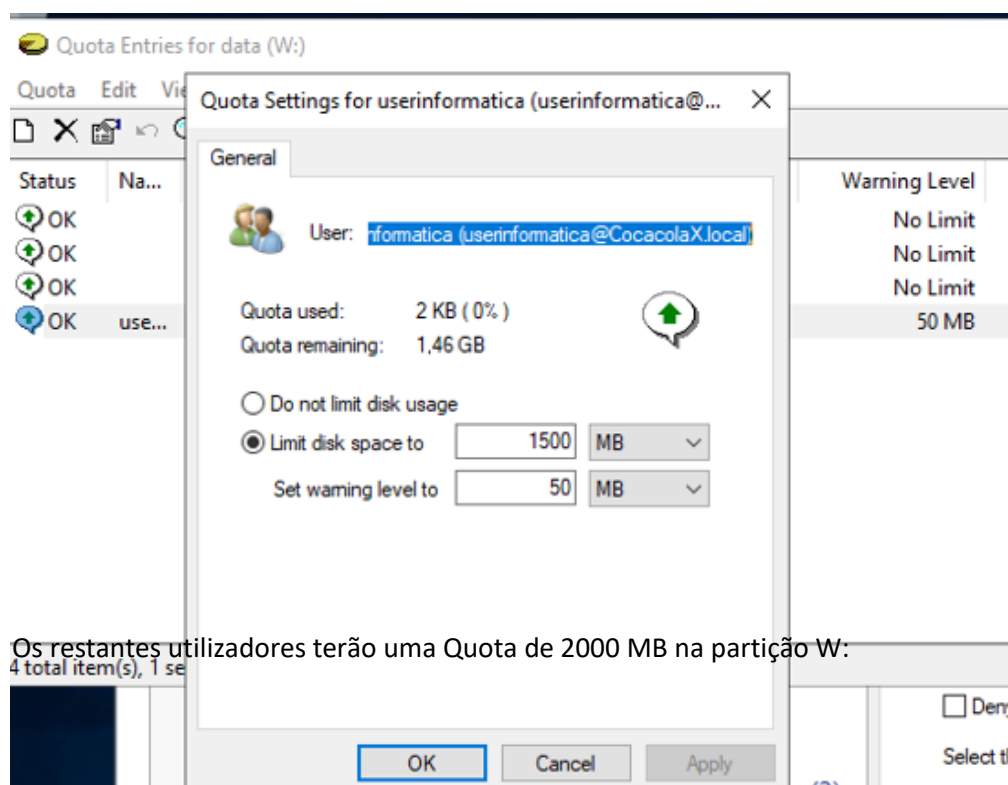 Quota Entries for data (W:)
Quota Edit
Quota Settings for userinformatica (userinformatica@...
General
Status Na... Warning Level
OK No Limit
OK No Limit
OK No Limit
OK use... 50 MB
User: nformatica (userinformatica@CocacolaX.local)
Quota used: 2 KB ( 0% )
Quota remaining: 1,46 GB
Do not limit disk usage
Limit disk space to 1500 MB
Set warning level to 50 MB
Os restantes utilizadores terão uma Quota de 2000 MB na partição W:
4 total item(s), 1 se
Select
OK Cancel Apply